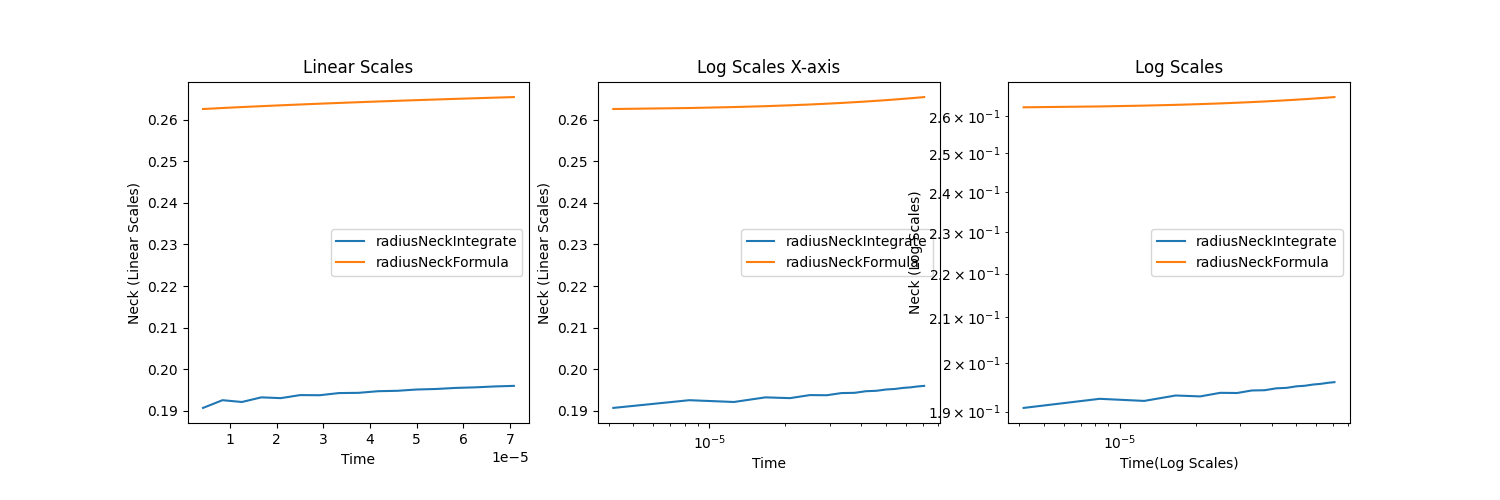 Linear Scales
Neck (Linear Scales)
0.26
0.25
0.24
0.23
0.22
0.21
0.20
0.19
radiusNeckIntegrate
radiusNeckFormula
1 2 3 4 5 6 7
1e−5
Time
Log Scales X-axis
Neck (Linear Scales)
0.26
0.25
0.24
0.23
0.22
0.21
0.20
0.19
radiusNeckIntegrate
radiusNeckFormula
10⁻⁵
Time
Log Scales
Neck (Log Scales)
2.6 × 10⁻¹
2.5 × 10⁻¹
2.4 × 10⁻¹
2.3 × 10⁻¹
2.2 × 10⁻¹
2.1 × 10⁻¹
2 × 10⁻¹
1.9 × 10⁻¹
radiusNeckIntegrate
radiusNeckFormula
10⁻⁵
Time(Log Scales)